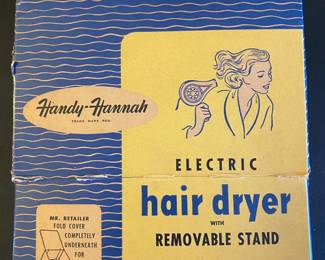 Handy-Hannah
TRADE MARK REG.
ELECTRIC
hair dryer
WITH
REMOVABLE STAND
MR. RETAILER
FOLD COVER
COMPLETELY
UNDERNEATH
FOR